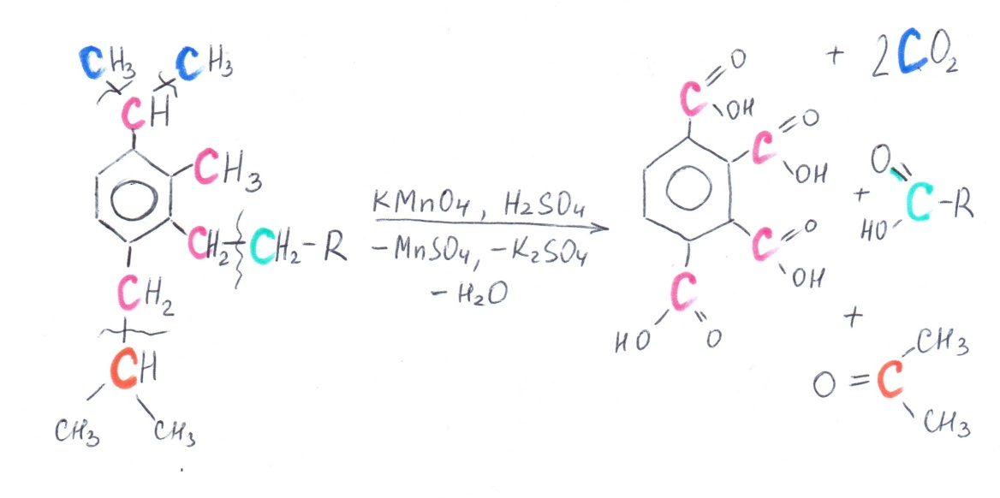 CH₃ CH₃
CH
CH₃
CH₂ CH₂-R
CH₂
CH
CH₃ CH₃
KMnO₄, H₂SO₄
-MnSO₄, -K₂SO₄
-H₂O
C O OH
C O OH
C O OH
C HO O
+ 2CO₂
+ O C-R
HO
+
O=C CH₃
CH₃